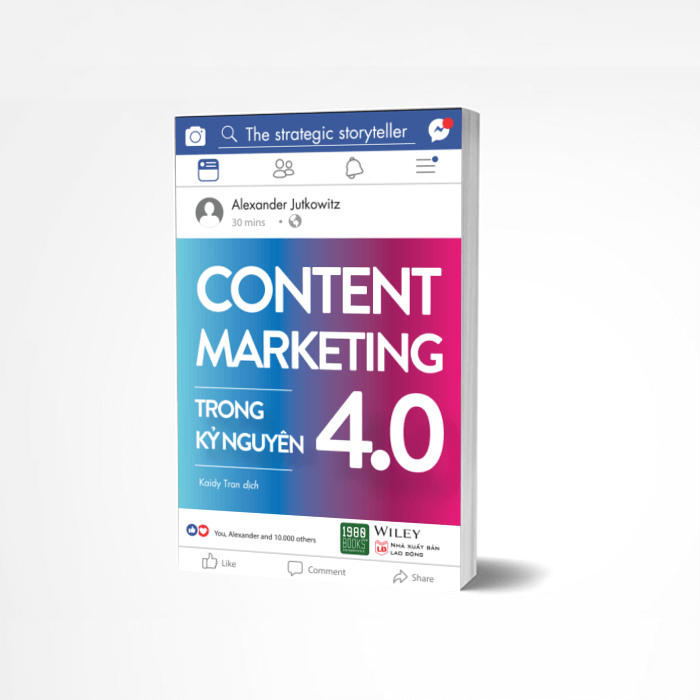 The strategic storyteller
Alexander Jutkowitz
30 mins
CONTENT
MARKETING
TRONG
KỶ NGUYÊN
4.0
Kaidy Tran dịch
You, Alexander and 10.000 others
1980
BOOKS
WILEY
LĐ
NHÀ XUẤT BẢN
LAO ĐỘNG
Like
Comment
Share